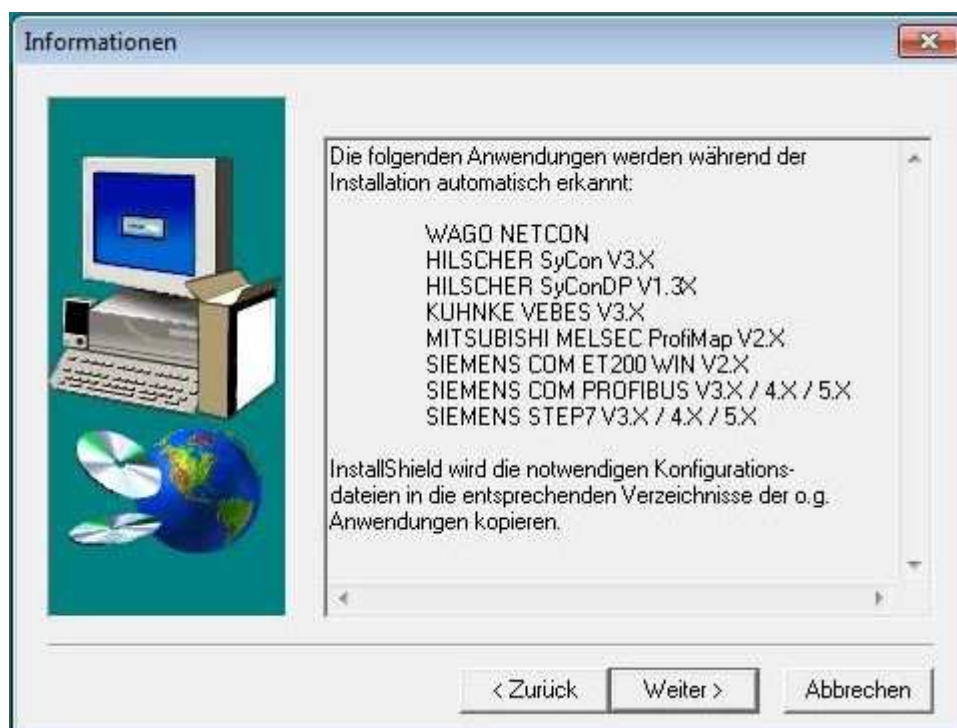 Informationen
Die folgenden Anwendungen werden während der
Installation automatisch erkannt:
WAGO NETCON
HILSCHER SyCon V3.X
HILSCHER SyConDP V1.3X
KUHNKE VEBES V3.X
MITSUBISHI MELSEC ProfiMap V2.X
SIEMENS COM ET200 WIN V2.X
SIEMENS COM PROFIBUS V3.X / 4.X / 5.X
SIEMENS STEP7 V3.X / 4.X / 5.X
InstallShield wird die notwendigen Konfigurations-
dateien in die entsprechenden Verzeichnisse der o.g.
Anwendungen kopieren.
< Zurück
Weiter >
Abbrechen